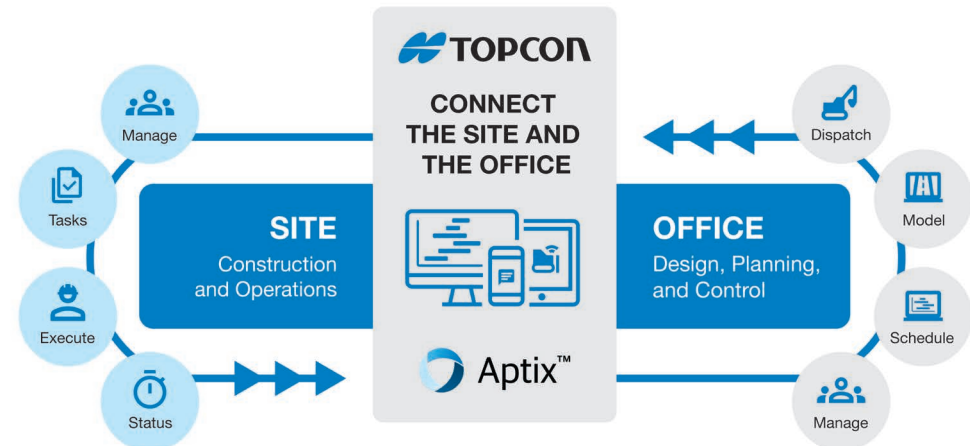 TOPCON
CONNECT
THE SITE AND
THE OFFICE
Manage
Tasks
Execute
Status
SITE
Construction
and Operations
OFFICE
Design, Planning,
and Control
Dispatch
Model
Schedule
Manage
Aptix™